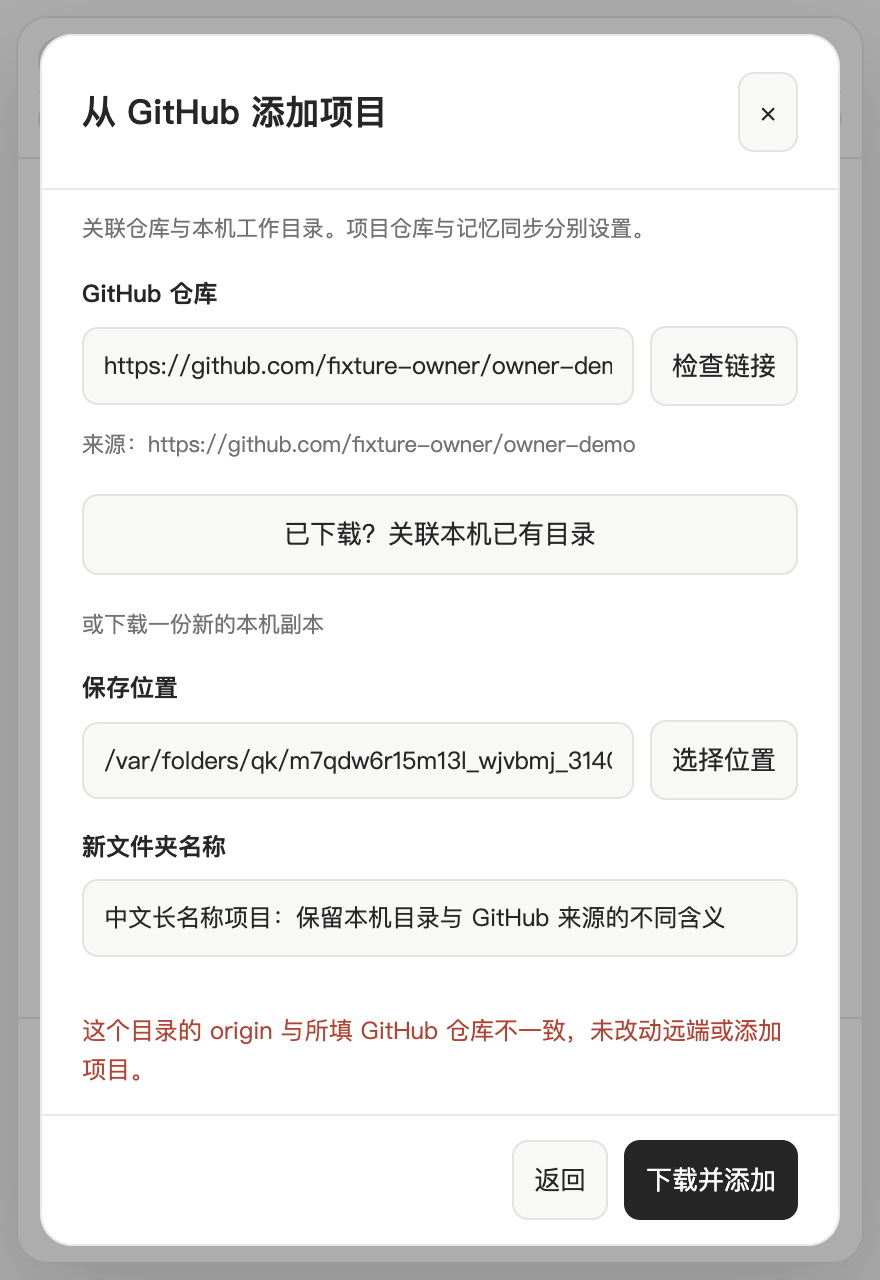 从 GitHub 添加项目
×
关联仓库与本机工作目录。项目仓库与记忆同步分别设置。
GitHub 仓库
https://github.com/fixture-owner/owner-den
检查链接
来源：https://github.com/fixture-owner/owner-demo
已下载？关联本机已有目录
或下载一份新的本机副本
保存位置
/var/folders/qk/m7qdw6r15m13l_wjvbmj_3140
选择位置
新文件夹名称
中文长名称项目：保留本机目录与 GitHub 来源的不同含义
这个目录的 origin 与所填 GitHub 仓库不一致，未改动远端或添加
项目。
返回
下载并添加